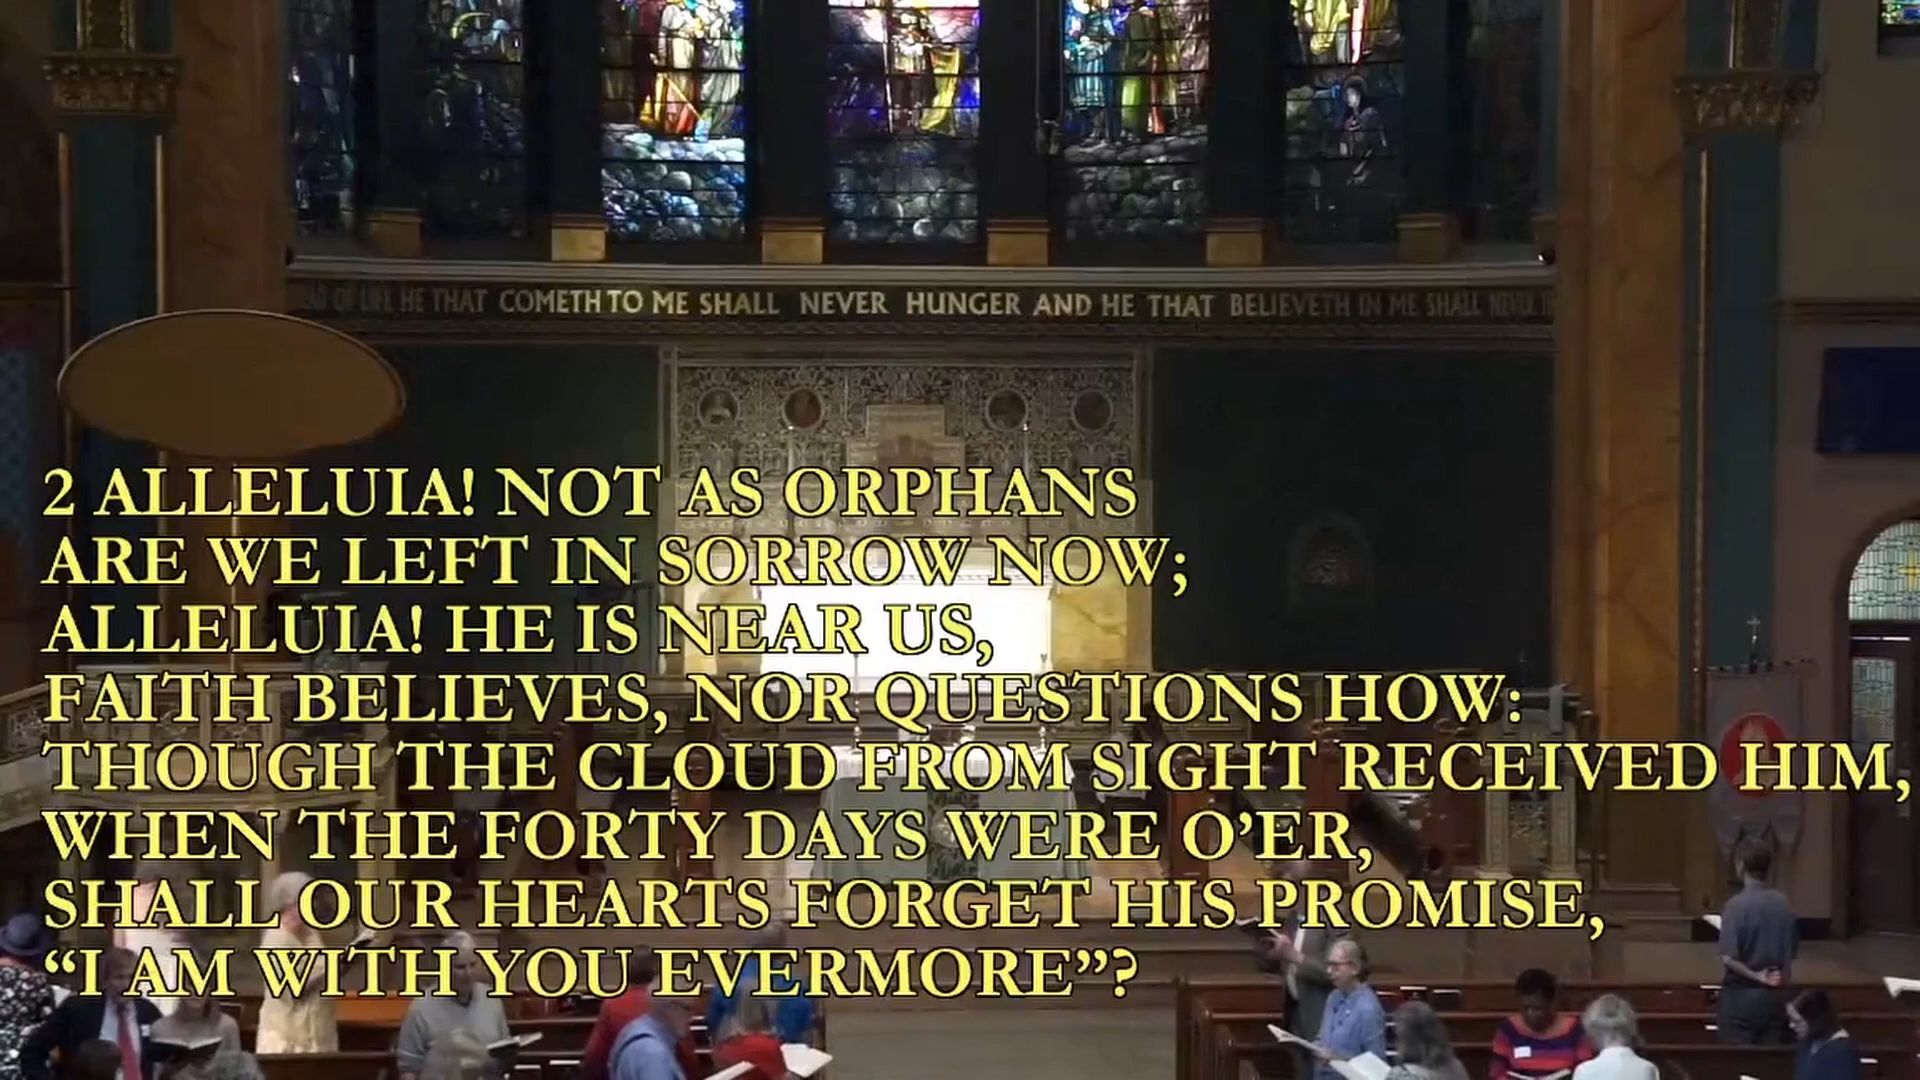 OF LIFE HE THAT COMETH TO ME SHALL NEVER HUNGER AND HE THAT BELIEVETH IN ME SHALL NEVER
2 ALLELUIA! NOT AS ORPHANS
ARE WE LEFT IN SORROW NOW;
ALLELUIA! HE IS NEAR US,
FAITH BELIEVES, NOR QUESTIONS HOW:
THOUGH THE CLOUD FROM SIGHT RECEIVED HIM,
WHEN THE FORTY DAYS WERE O’ER,
SHALL OUR HEARTS FORGET HIS PROMISE,
“I AM WITH YOU EVERMORE”?